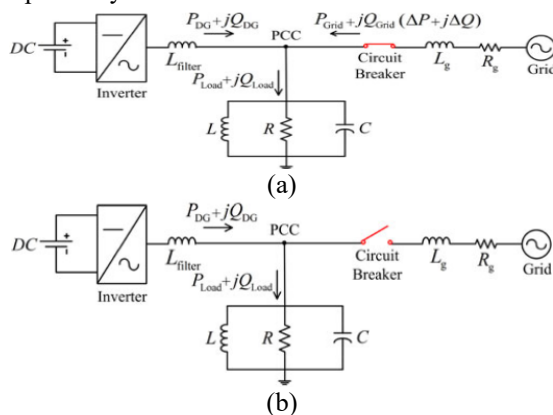 P_DG+jQ_DG
PCC
P_Grid+jQ_Grid (ΔP+jΔQ)
DC
Inverter
L_filter
Circuit
Breaker
L_g
R_g
Grid
P_Load+jQ_Load
L
R
C
(a)
P_DG+jQ_DG
PCC
DC
Inverter
L_filter
Circuit
Breaker
L_g
R_g
Grid
P_Load+jQ_Load
L
R
C
(b)